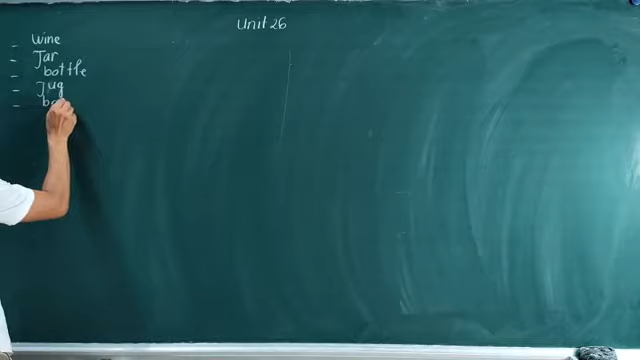 Unit 26
- wine
- Jar
- bottle
- Jug
-